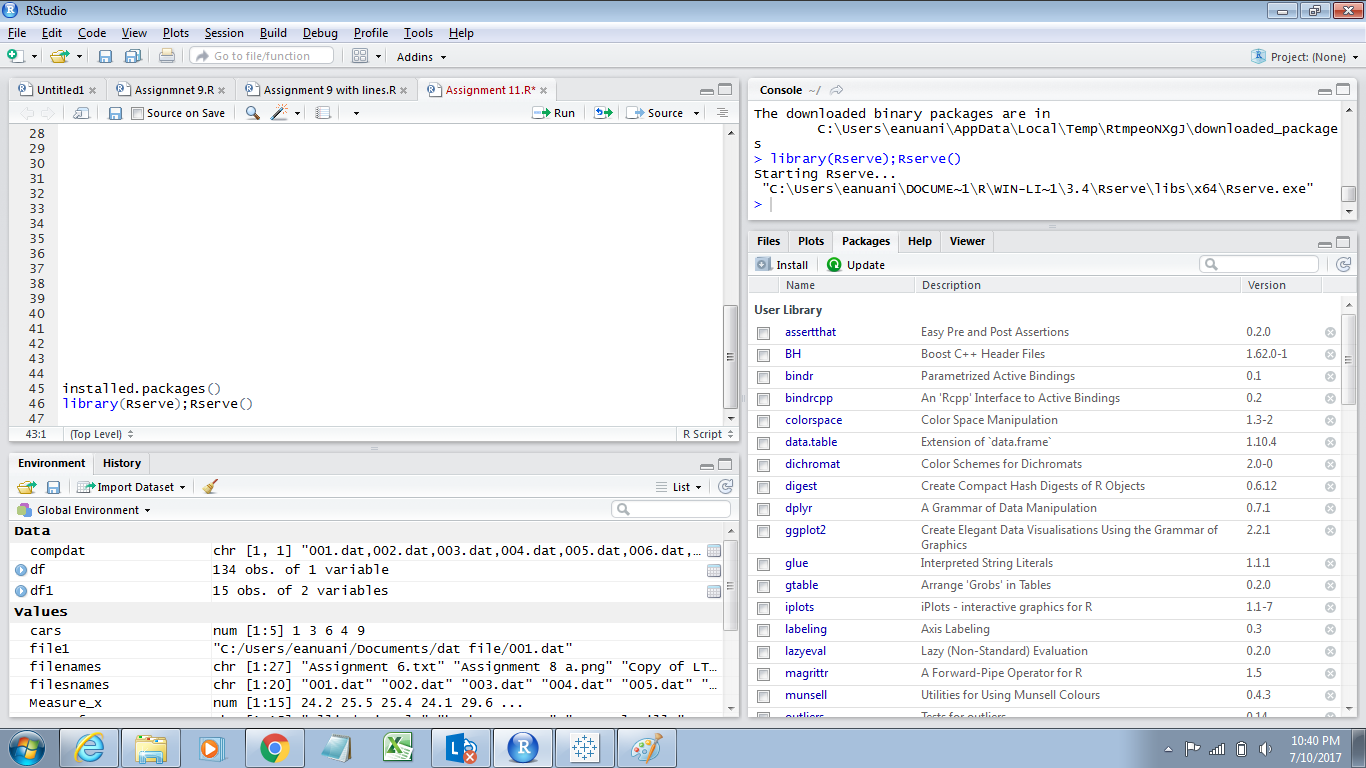 RStudio
File Edit Code View Plots Session Build Debug Profile Tools Help
Go to file/function Addins Project: (None)
Untitled1 Assignmnet 9.R Assignment 9 with lines.R Assignment 11.R*
Source on Save Run Source
28
29
30
31
32
33
34
35
36
37
38
39
40
41
42
43
44
45 installed.packages()
46 library(Rserve);Rserve()
47
43:1 (Top Level) R Script
Environment History
Import Dataset List
Global Environment
Data
compdat chr [1, 1] "001.dat,002.dat,003.dat,004.dat,005.dat,006.dat,…
df 134 obs. of 1 variable
df1 15 obs. of 2 variables
Values
cars num [1:5] 1 3 6 4 9
file1 "C:/Users/eanuani/Documents/dat file/001.dat"
filenames chr [1:27] "Assignment 6.txt" "Assignment 8 a.png" "Copy of LT…
filesnames chr [1:20] "001.dat" "002.dat" "003.dat" "004.dat" "005.dat" "…
Measure_x num [1:15] 24.2 25.5 25.4 24.1 29.6 ...
Console ~/
The downloaded binary packages are in
C:\Users\eanuani\AppData\Local\Temp\RtmpeoNXgJ\downloaded_package
s
> library(Rserve);Rserve()
Starting Rserve...
"C:\Users\eanuani\DOCUME~1\R\WIN-LI~1\3.4\Rserve\libs\x64\Rserve.exe"
>
Files Plots Packages Help Viewer
Install Update
Name Description Version
User Library
assertthat Easy Pre and Post Assertions 0.2.0
BH Boost C++ Header Files 1.62.0-1
bindr Parametrized Active Bindings 0.1
bindrcpp An 'Rcpp' Interface to Active Bindings 0.2
colorspace Color Space Manipulation 1.3-2
data.table Extension of `data.frame` 1.10.4
dichromat Color Schemes for Dichromats 2.0-0
digest Create Compact Hash Digests of R Objects 0.6.12
dplyr A Grammar of Data Manipulation 0.7.1
ggplot2 Create Elegant Data Visualisations Using the Grammar of 2.2.1
Graphics
glue Interpreted String Literals 1.1.1
gtable Arrange 'Grobs' in Tables 0.2.0
iplots iPlots - interactive graphics for R 1.1-7
labeling Axis Labeling 0.3
lazyeval Lazy (Non-Standard) Evaluation 0.2.0
magrittr A Forward-Pipe Operator for R 1.5
munsell Utilities for Using Munsell Colours 0.4.3
outliers Tests for outliers 0.14
10:40 PM
7/10/2017